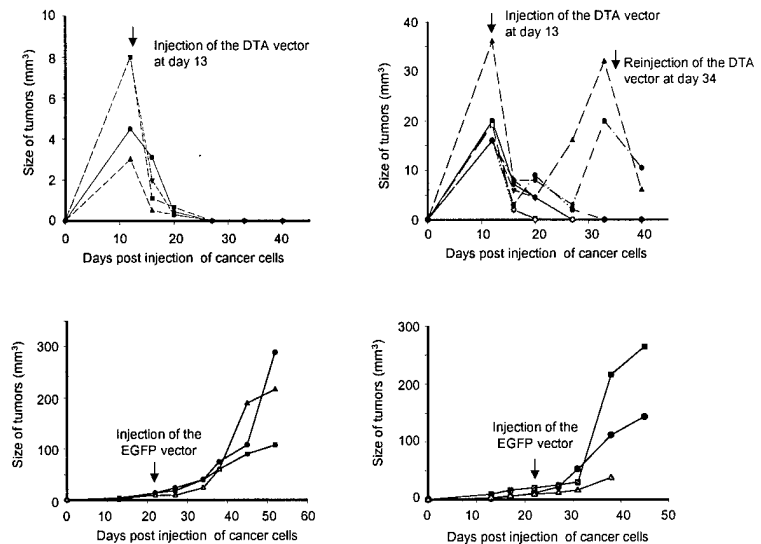 10
8
6
4
2
0
Size of tumors (mm³)
Injection of the DTA vector
at day 13
0 10 20 30 40
Days post injection of cancer cells
40
30
20
10
0
Size of tumors (mm³)
Injection of the DTA vector
at day 13
Reinjection of the DTA
vector at day 34
0 10 20 30 40
Days post injection of cancer cells
300
200
100
0
Size of tumors (mm³)
Injection of the
EGFP vector
0 10 20 30 40 50 60
Days post injection of cancer cells
300
200
100
0
Size of tumors (mm³)
Injection of the
EGFP vector
0 10 20 30 40 50
Days post injection of cancer cells